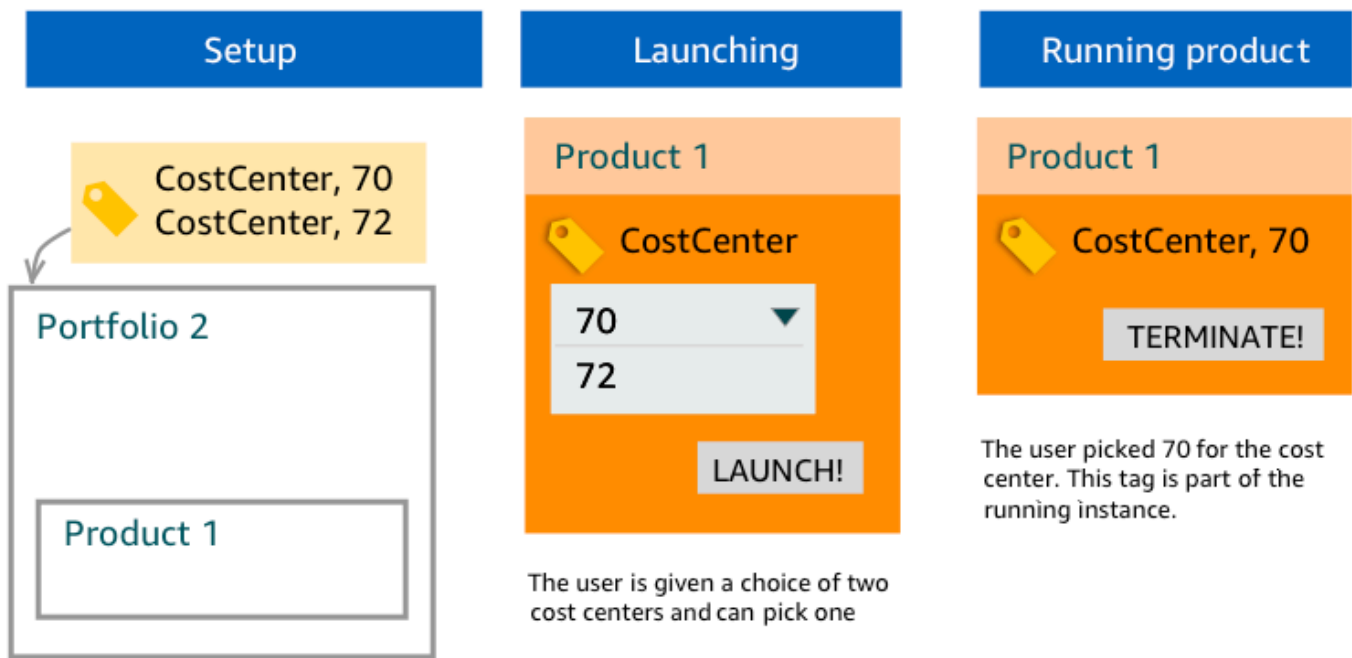 Setup
CostCenter, 70
CostCenter, 72
Portfolio 2
Product 1
Launching
Product 1
CostCenter
70
72
LAUNCH!
The user is given a choice of two
cost centers and can pick one
Running product
Product 1
CostCenter, 70
TERMINATE!
The user picked 70 for the cost
center. This tag is part of the
running instance.